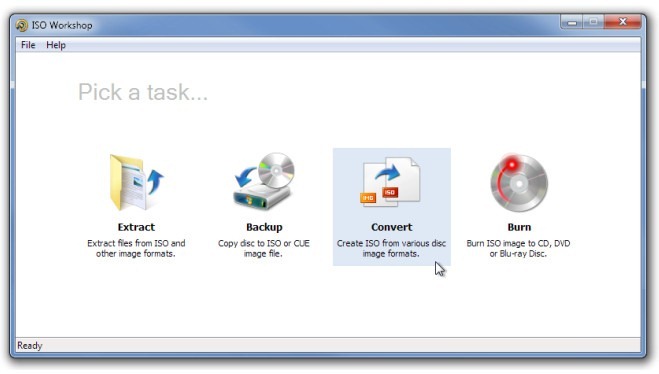 ISO Workshop
File Help
Pick a task...
ISO
Extract
Backup
Convert
Burn
Extract files from ISO and
other image formats.
Copy disc to ISO or CUE
image file.
Create ISO from various disc
image formats.
Burn ISO image to CD, DVD
or Blu-ray Disc.
Ready